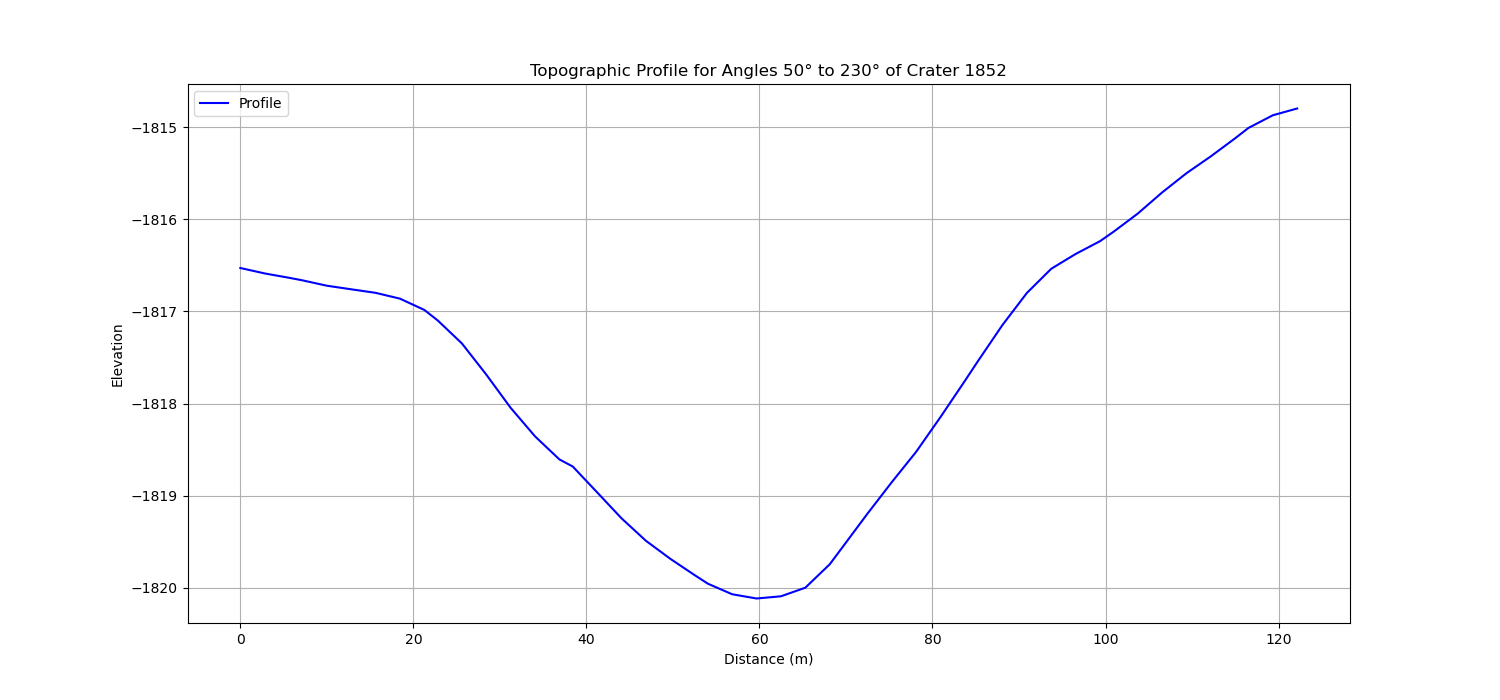 Topographic Profile for Angles 50° to 230° of Crater 1852
Profile
−1815
−1816
−1817
−1818
−1819
−1820
Elevation
0 20 40 60 80 100 120
Distance (m)